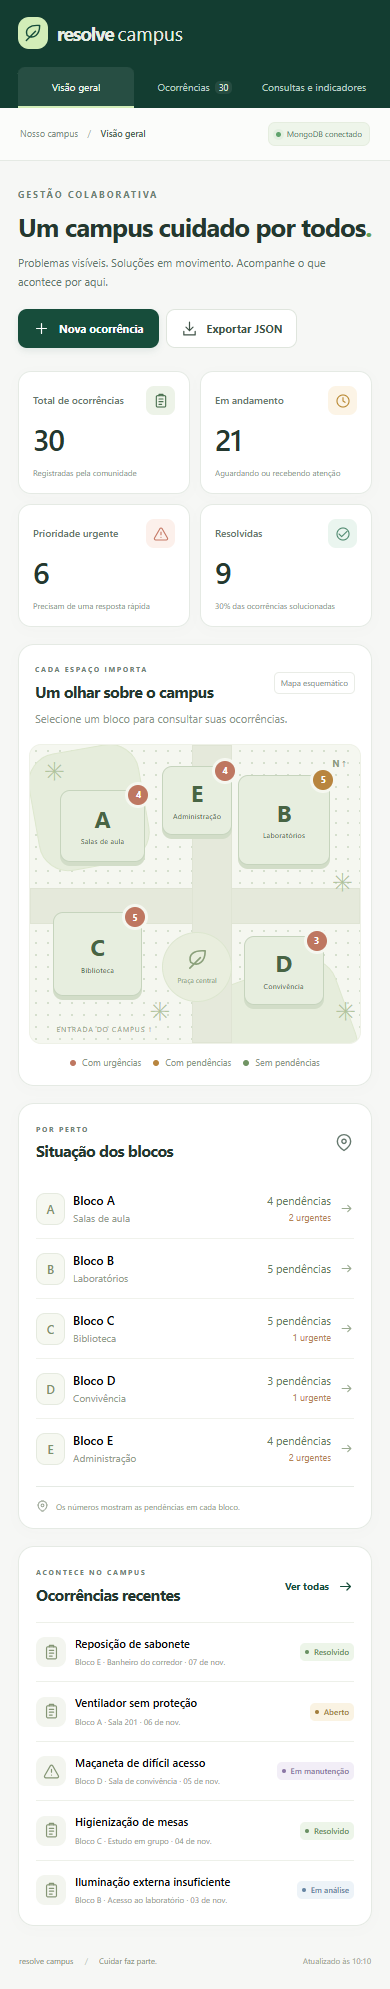 resolve campus
Visão geral
Ocorrências 30
Consultas e indicadores
Nosso campus / Visão geral
MongoDB conectado
GESTÃO COLABORATIVA
Um campus cuidado por todos.
Problemas visíveis. Soluções em movimento. Acompanhe o que
acontece por aqui.
Nova ocorrência
Exportar JSON
Total de ocorrências
30
Registradas pela comunidade
Em andamento
21
Aguardando ou recebendo atenção
Prioridade urgente
6
Precisam de uma resposta rápida
Resolvidas
9
30% das ocorrências solucionadas
CADA ESPAÇO IMPORTA
Um olhar sobre o campus
Mapa esquemático
Selecione um bloco para consultar suas ocorrências.
N ↑
4
A
Salas de aula
4
E
Administração
5
B
Laboratórios
5
C
Biblioteca
Praça central
3
D
Convivência
ENTRADA DO CAMPUS ↑
Com urgências
Com pendências
Sem pendências
POR PERTO
Situação dos blocos
A
Bloco A
Salas de aula
4 pendências
2 urgentes
B
Bloco B
Laboratórios
5 pendências
C
Bloco C
Biblioteca
5 pendências
1 urgente
D
Bloco D
Convivência
3 pendências
1 urgente
E
Bloco E
Administração
4 pendências
2 urgentes
Os números mostram as pendências em cada bloco.
ACONTECE NO CAMPUS
Ocorrências recentes
Ver todas
Reposição de sabonete
Bloco E · Banheiro do corredor · 07 de nov.
Resolvido
Ventilador sem proteção
Bloco A · Sala 201 · 06 de nov.
Aberto
Maçaneta de difícil acesso
Bloco D · Sala de convivência · 05 de nov.
Em manutenção
Higienização de mesas
Bloco C · Estudo em grupo · 04 de nov.
Resolvido
Iluminação externa insuficiente
Bloco B · Acesso ao laboratório · 03 de nov.
Em análise
resolve campus / Cuidar faz parte.
Atualizado às 10:10